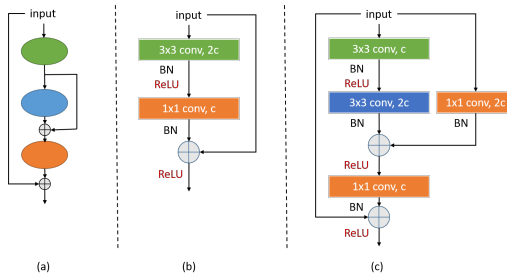 input
(a)
input
3x3 conv, 2c
BN
ReLU
1x1 conv, c
BN
ReLU
(b)
input
3x3 conv, c
BN
ReLU
3x3 conv, 2c
1x1 conv, 2c
BN
BN
ReLU
1x1 conv, c
BN
ReLU
(c)